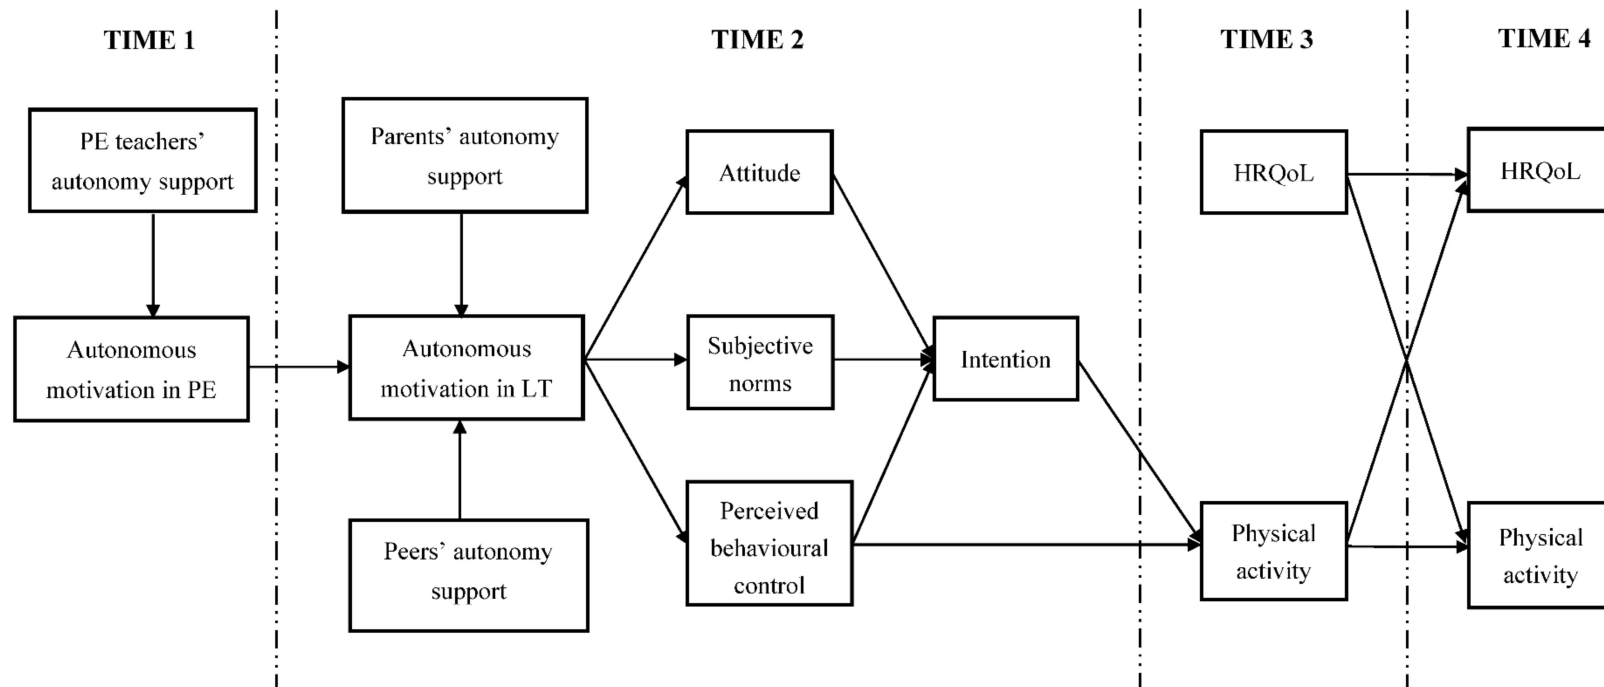 TIME 1
TIME 2
TIME 3
TIME 4
PE teachers’
autonomy support
Autonomous
motivation in PE
Parents’ autonomy
support
Autonomous
motivation in LT
Peers’ autonomy
support
Attitude
Subjective
norms
Perceived
behavioural
control
Intention
HRQoL
Physical
activity
HRQoL
Physical
activity